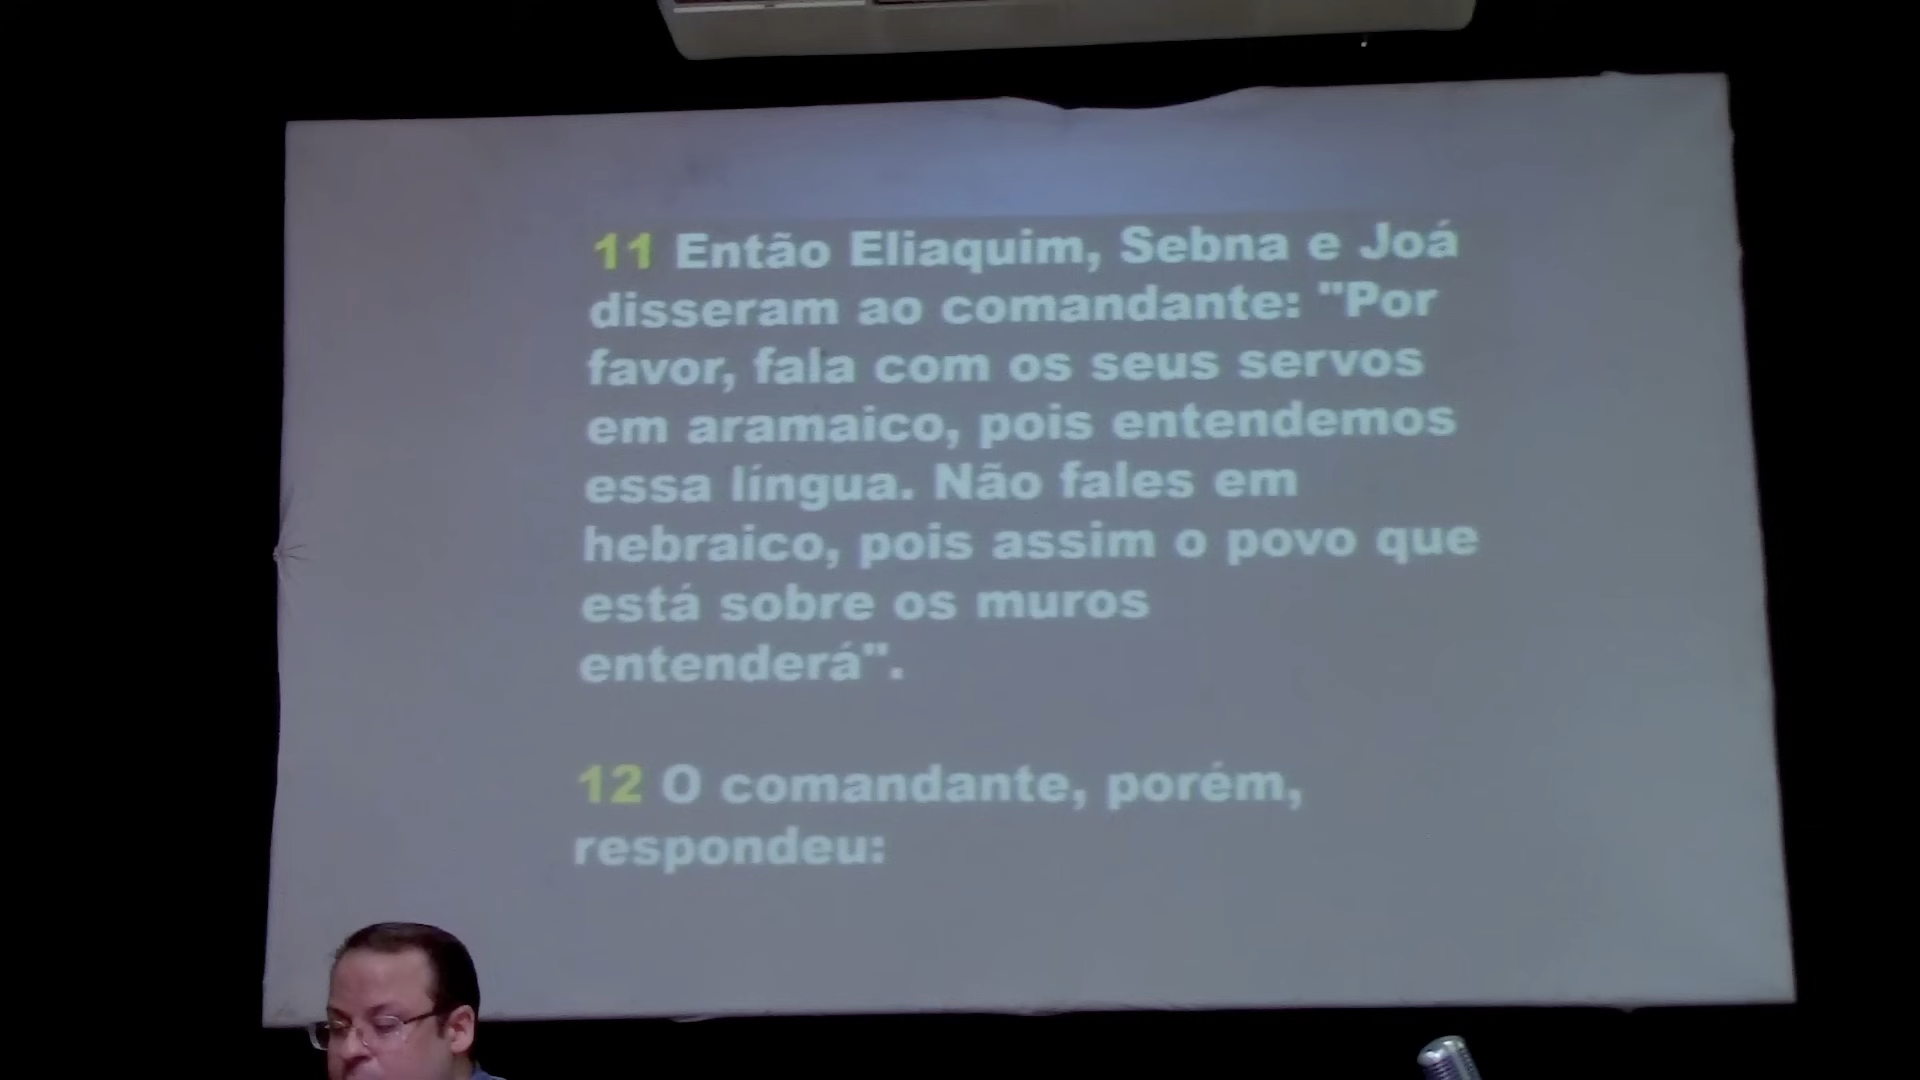 11 Então Eliaquim, Sebna e Joá
disseram ao comandante: "Por
favor, fala com os seus servos
em aramaico, pois entendemos
essa língua. Não fales em
hebraico, pois assim o povo que
está sobre os muros
entenderá".
12 O comandante, porém,
respondeu: